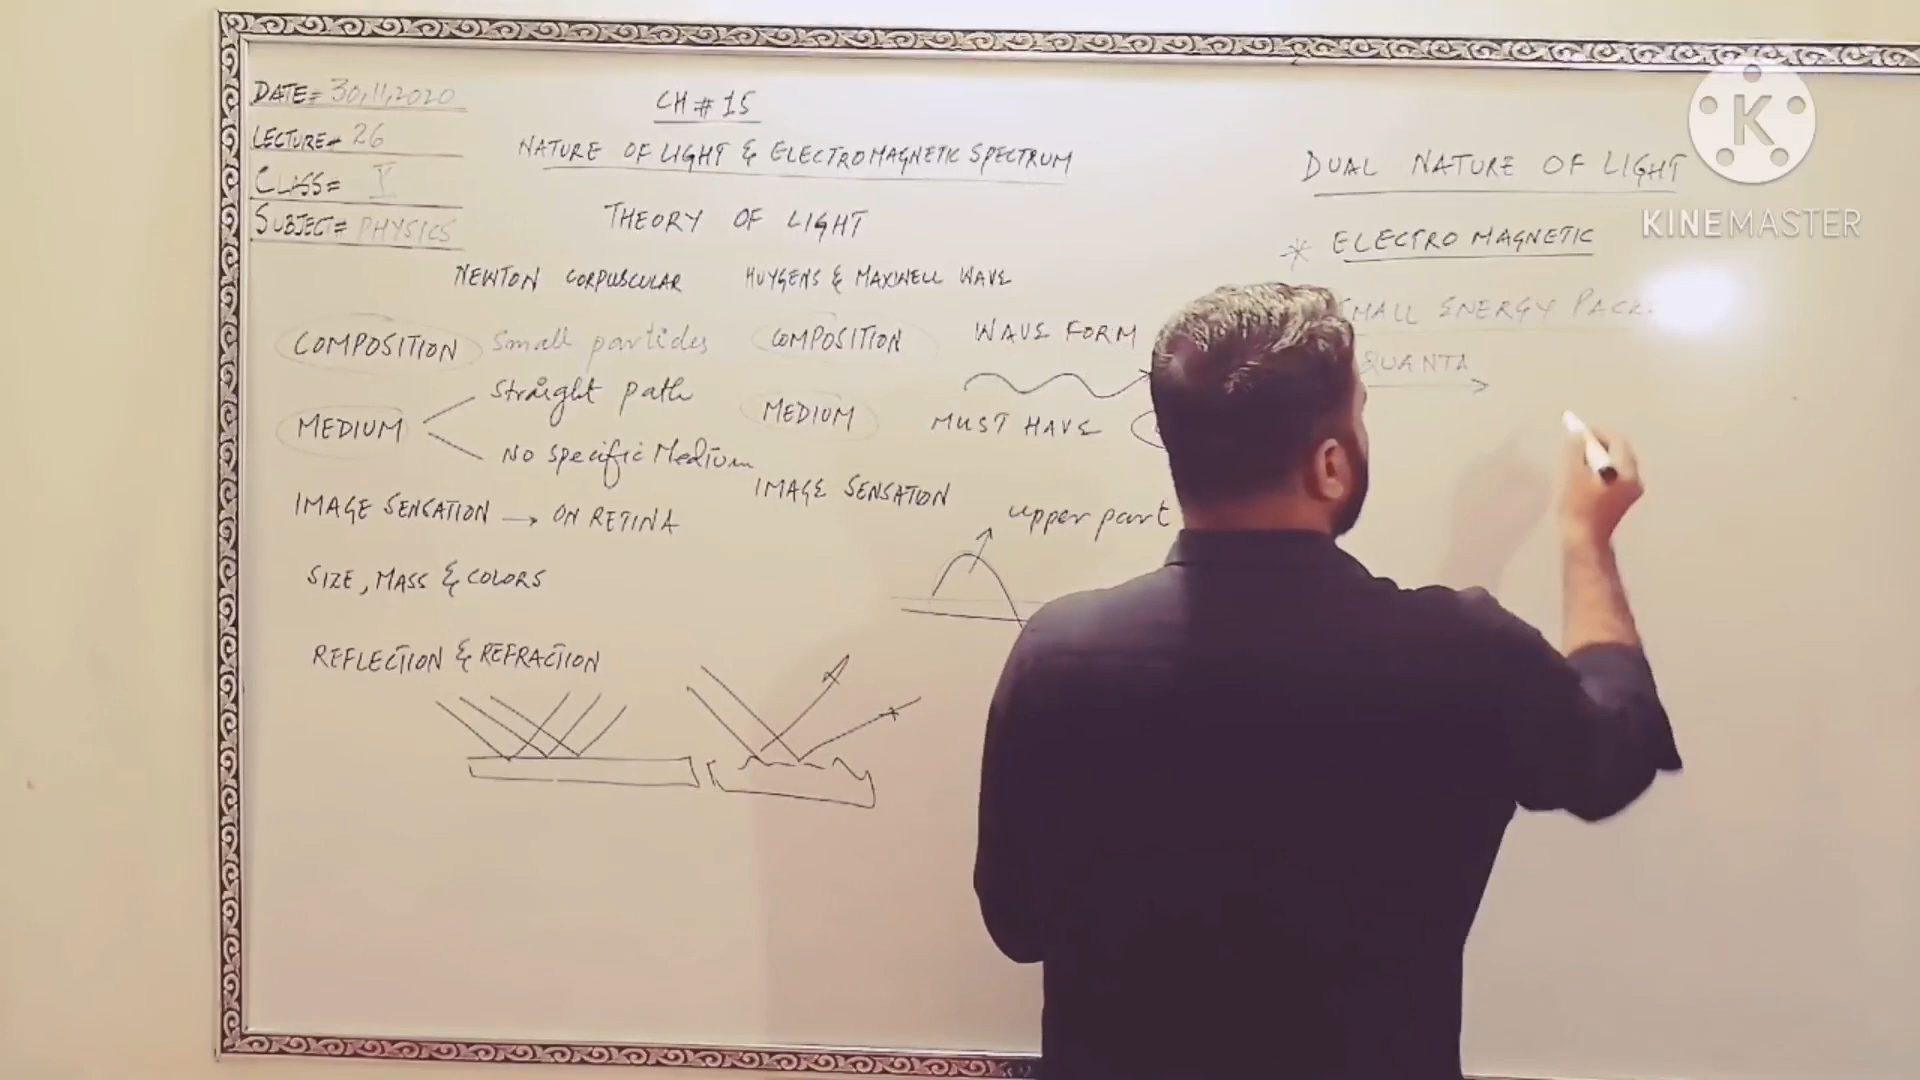 DATE= 30,11,2020
LECTURE= 26
CLASS= X
SUBJECT= PHYSICS
CH # 15
NATURE OF LIGHT & ELECTROMAGNETIC SPECTRUM
THEORY OF LIGHT
NEWTON CORPUSCULAR
COMPOSITION Small particles
MEDIUM
Straight path
No specific Medium
IMAGE SENSATION → ON RETINA
SIZE, MASS & COLORS
REFLECTION & REFRACTION
HUYGENS & MAXWELL WAVE
COMPOSITION WAVE FORM
MEDIUM MUST HAVE
IMAGE SENSATION
upper part
DUAL NATURE OF LIGHT
* ELECTRO MAGNETIC
ENERGY
QUANTA
K
KINEMASTER